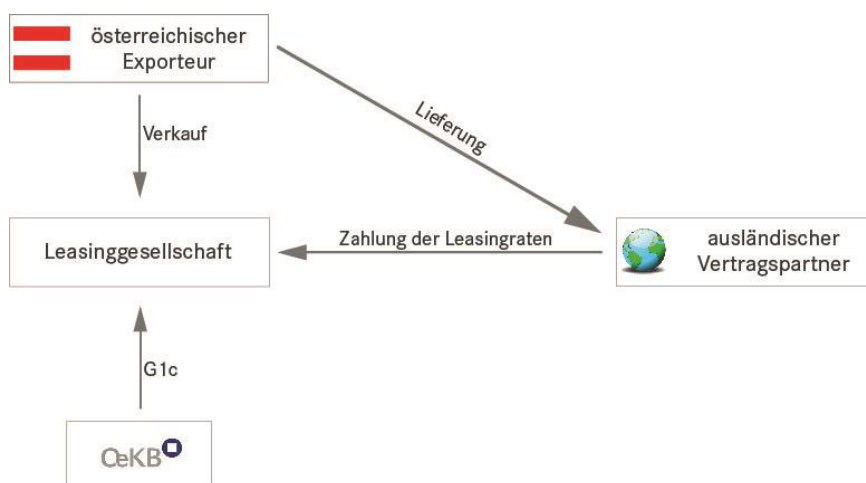 österreichischer
Exporteur
Verkauf
Lieferung
Leasinggesellschaft
Zahlung der Leasingraten
ausländischer
Vertragspartner
G1c
OeKB